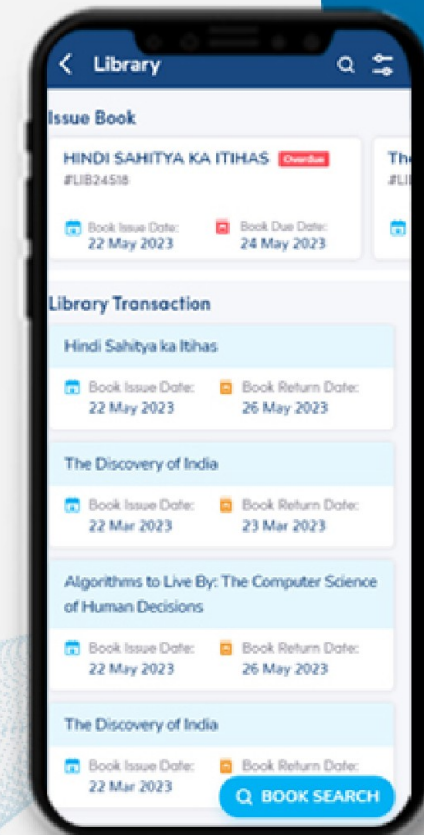 Library
Issue Book
HINDI SAHITYA KA ITIHAS Overdue
#LIB24518
Book Issue Date:
22 May 2023
Book Due Date:
24 May 2023
Th
#LI
Library Transaction
Hindi Sahitya ka Itihas
Book Issue Date:
22 May 2023
Book Return Date:
26 May 2023
The Discovery of India
Book Issue Date:
22 Mar 2023
Book Return Date:
23 Mar 2023
Algorithms to Live By: The Computer Science
of Human Decisions
Book Issue Date:
22 May 2023
Book Return Date:
26 May 2023
The Discovery of India
Book Issue Date:
22 Mar 2023
Book Return Date:
BOOK SEARCH